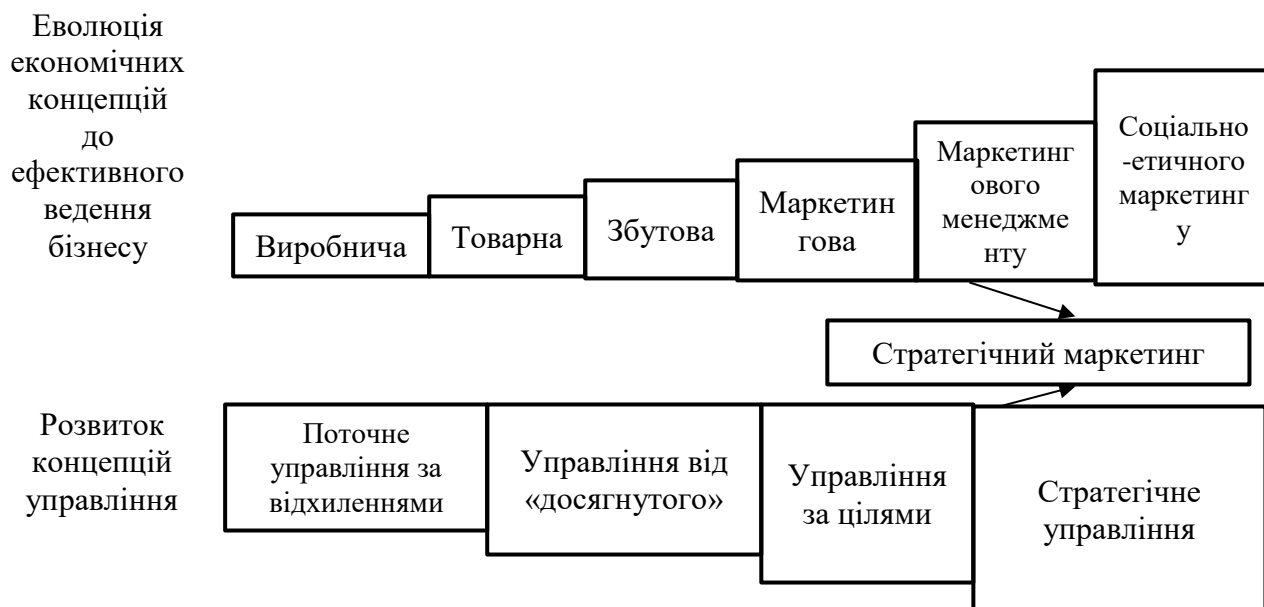 Еволюція
економічних
концепцій
до
ефективного
ведення
бізнесу
Виробнича
Товарна
Збутова
Маркетин
гова
Маркетинг
ового
менеджме
нту
Соціально
-етичного
маркетинг
у
Стратегічний маркетинг
Розвиток
концепцій
управління
Поточне
управління за
відхиленнями
Управління від
«досягнутого»
Управління
за цілями
Стратегічне
управління